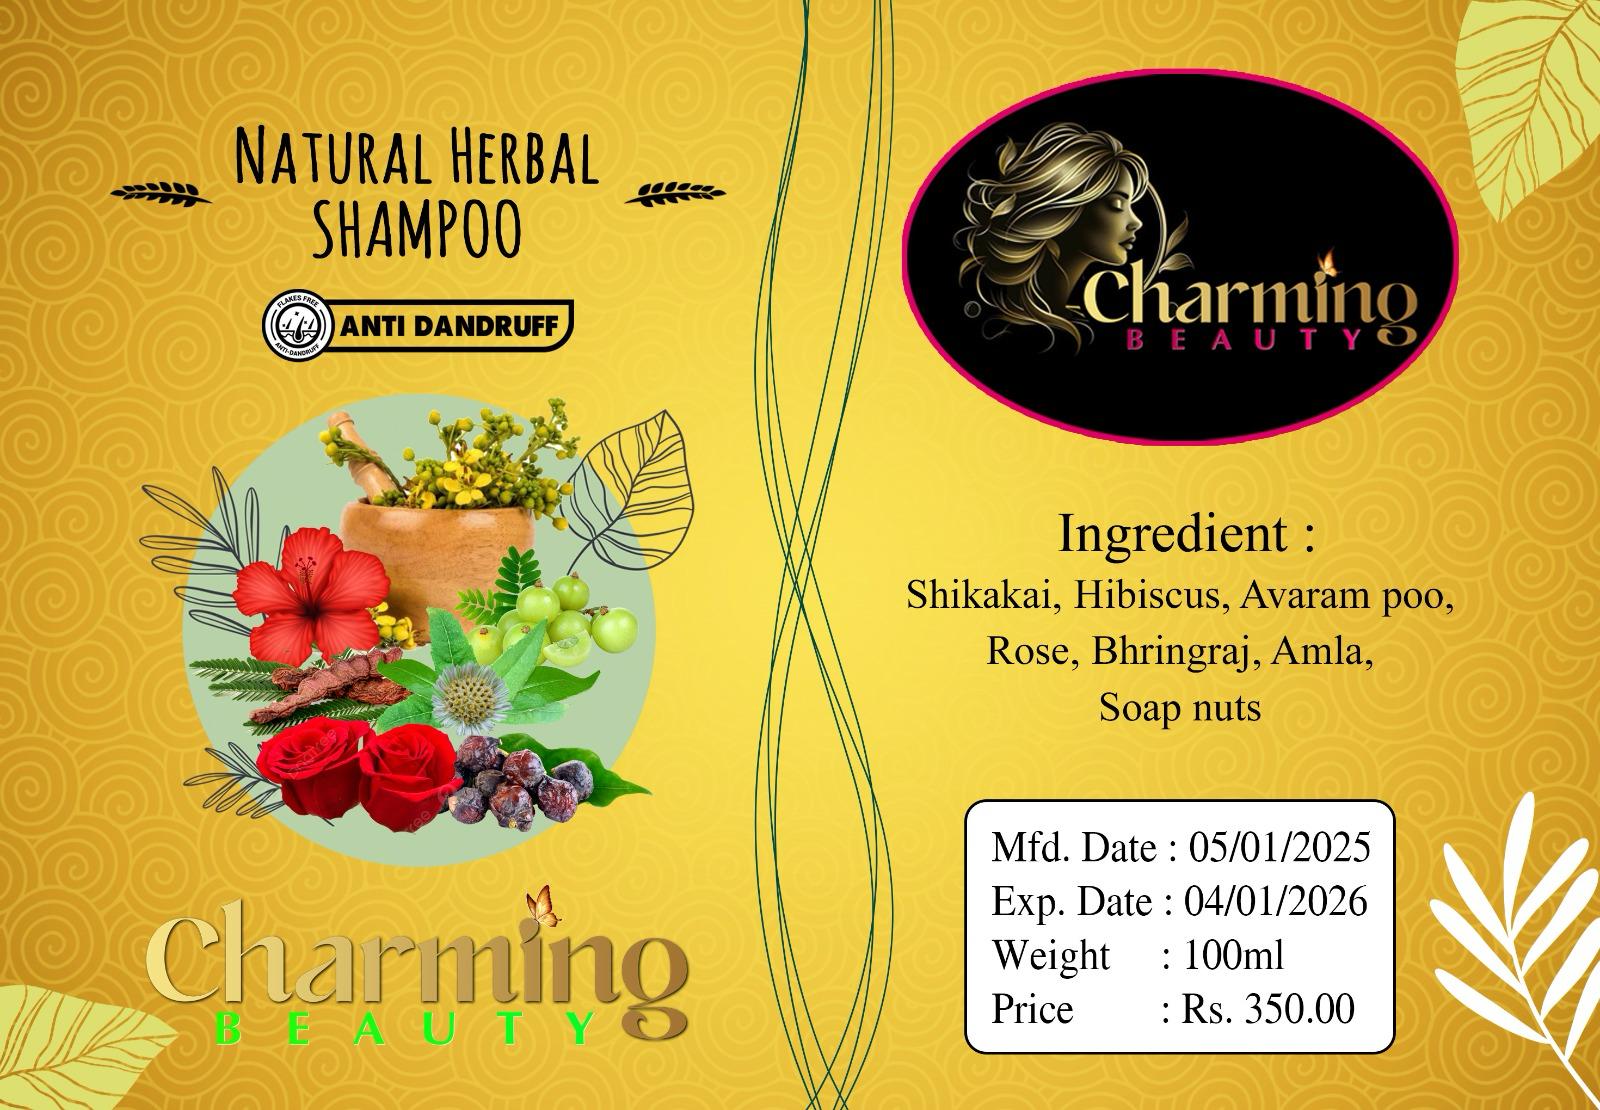 NATURAL HERBAL
SHAMPOO
FLAKES FREE
ANTI-DANDRUFF
ANTI DANDRUFF
Charming
BEAUTY
Charming
BEAUTY
Ingredient :
Shikakai, Hibiscus, Avaram poo,
Rose, Bhringraj, Amla,
Soap nuts
Mfd. Date : 05/01/2025
Exp. Date : 04/01/2026
Weight : 100ml
Price : Rs. 350.00